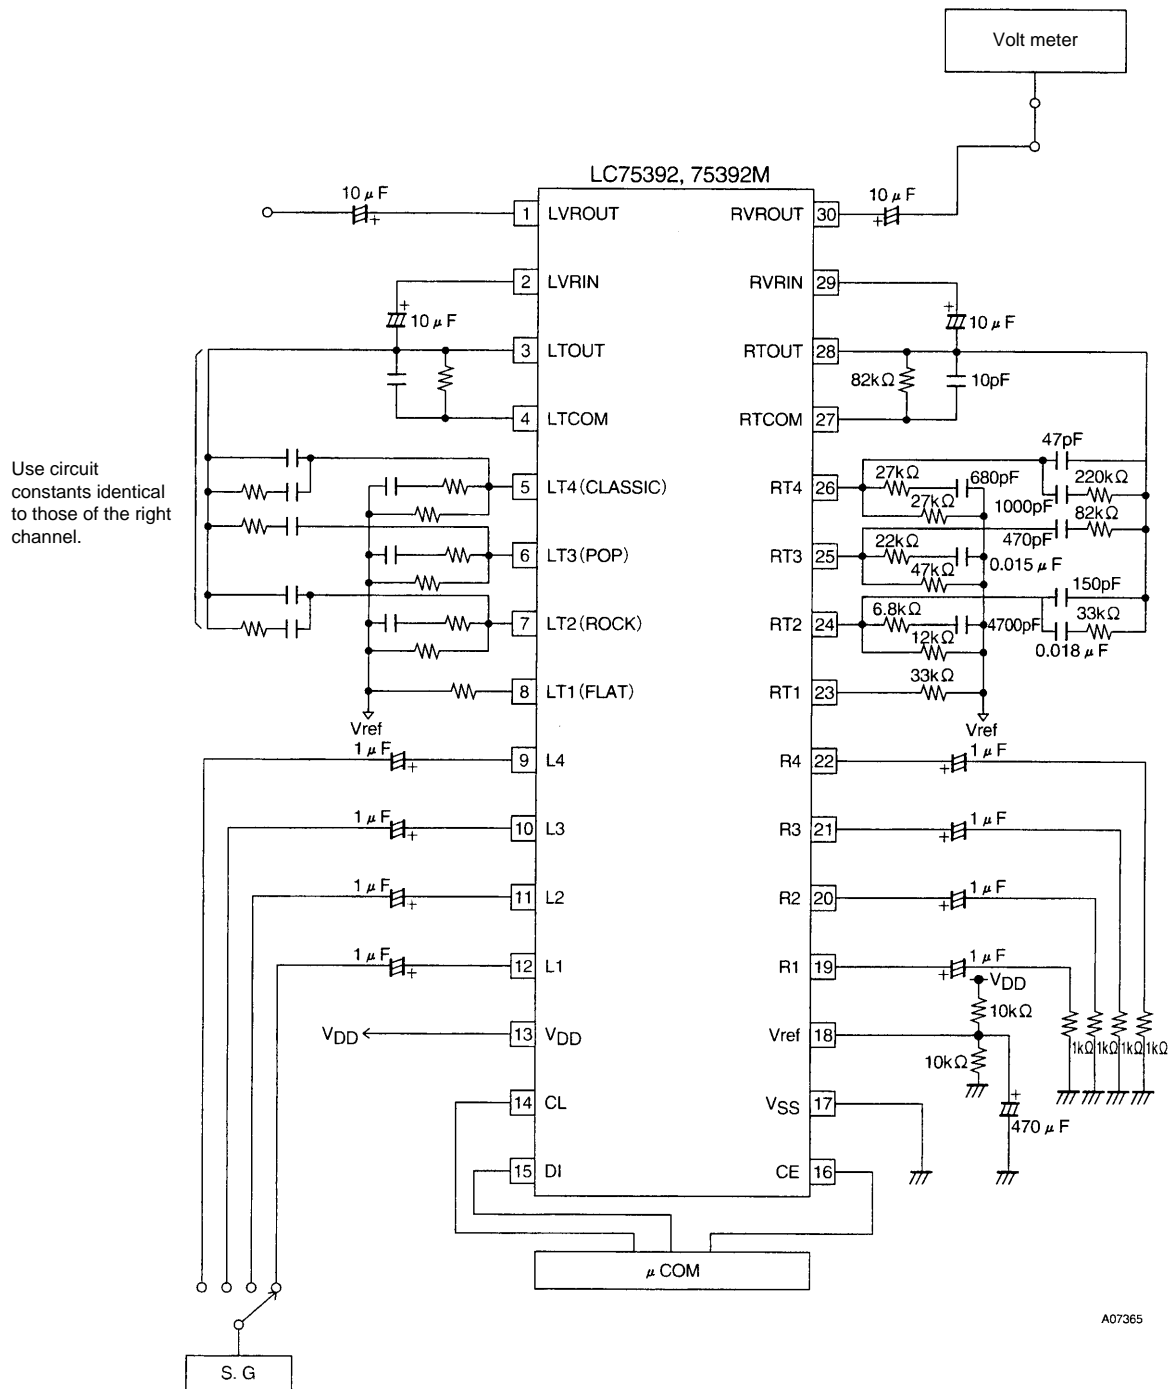 Volt meter
LC75392, 75392M
10 μF
10 μF
1 LVROUT
RVROUT 30
2 LVRIN
RVRIN 29
+
10 μF
+
10 μF
3 LTOUT
RTOUT 28
82kΩ
10pF
4 LTCOM
RTCOM 27
Use circuit
constants identical
to those of the right
channel.
47pF
5 LT4(CLASSIC)
RT4 26
27kΩ
680pF
220kΩ
27kΩ
1000pF
82kΩ
6 LT3(POP)
RT3 25
22kΩ
470pF
0.015 μF
47kΩ
150pF
7 LT2(ROCK)
RT2 24
6.8kΩ
4700pF
33kΩ
12kΩ
0.018 μF
8 LT1(FLAT)
RT1 23
33kΩ
Vref
Vref
1 μF
+
9 L4
R4 22
+
1 μF
1 μF
+
10 L3
R3 21
+
1 μF
1 μF
+
11 L2
R2 20
+
1 μF
1 μF
+
12 L1
R1 19
+
1 μF
VDD
10kΩ
VDD
13 VDD
Vref 18
10kΩ
1kΩ 1kΩ 1kΩ 1kΩ
14 CL
VSS 17
+
470 μF
15 DI
CE 16
μ COM
A07365
S. G